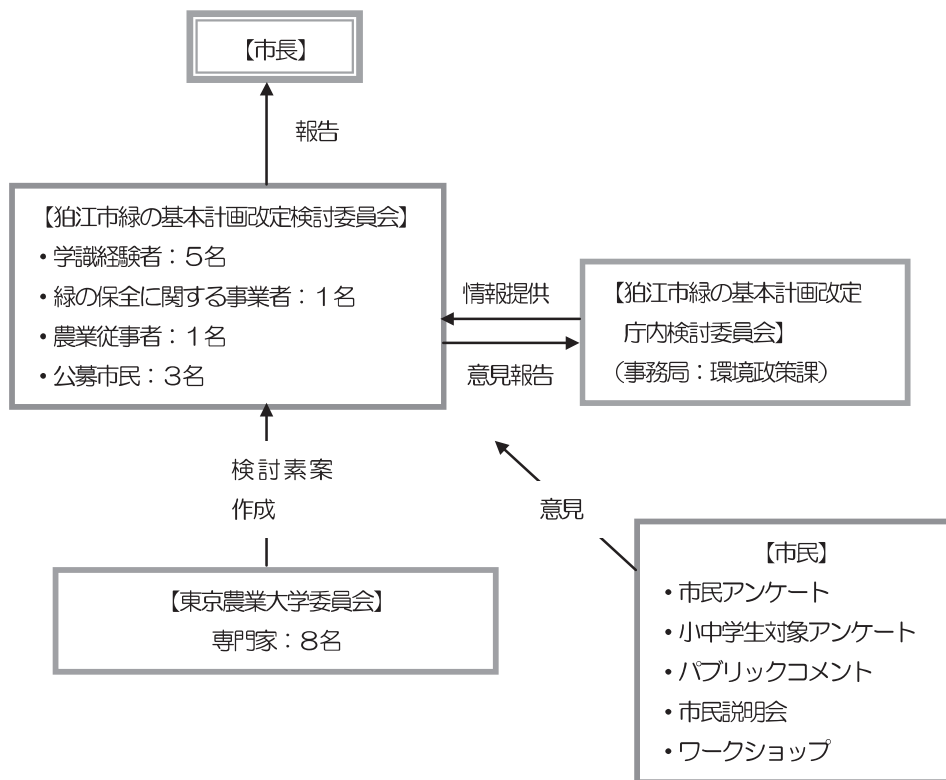 【市長】
報告
【狛江市緑の基本計画改定検討委員会】
・学識経験者：５名
・緑の保全に関する事業者：１名
・農業従事者：１名
・公募市民：３名
情報提供
意見報告
【狛江市緑の基本計画改定
庁内検討委員会】
（事務局：環境政策課）
検討素案
作成
意見
【東京農業大学委員会】
専門家：８名
【市民】
・市民アンケート
・小中学生対象アンケート
・パブリックコメント
・市民説明会
・ワークショップ